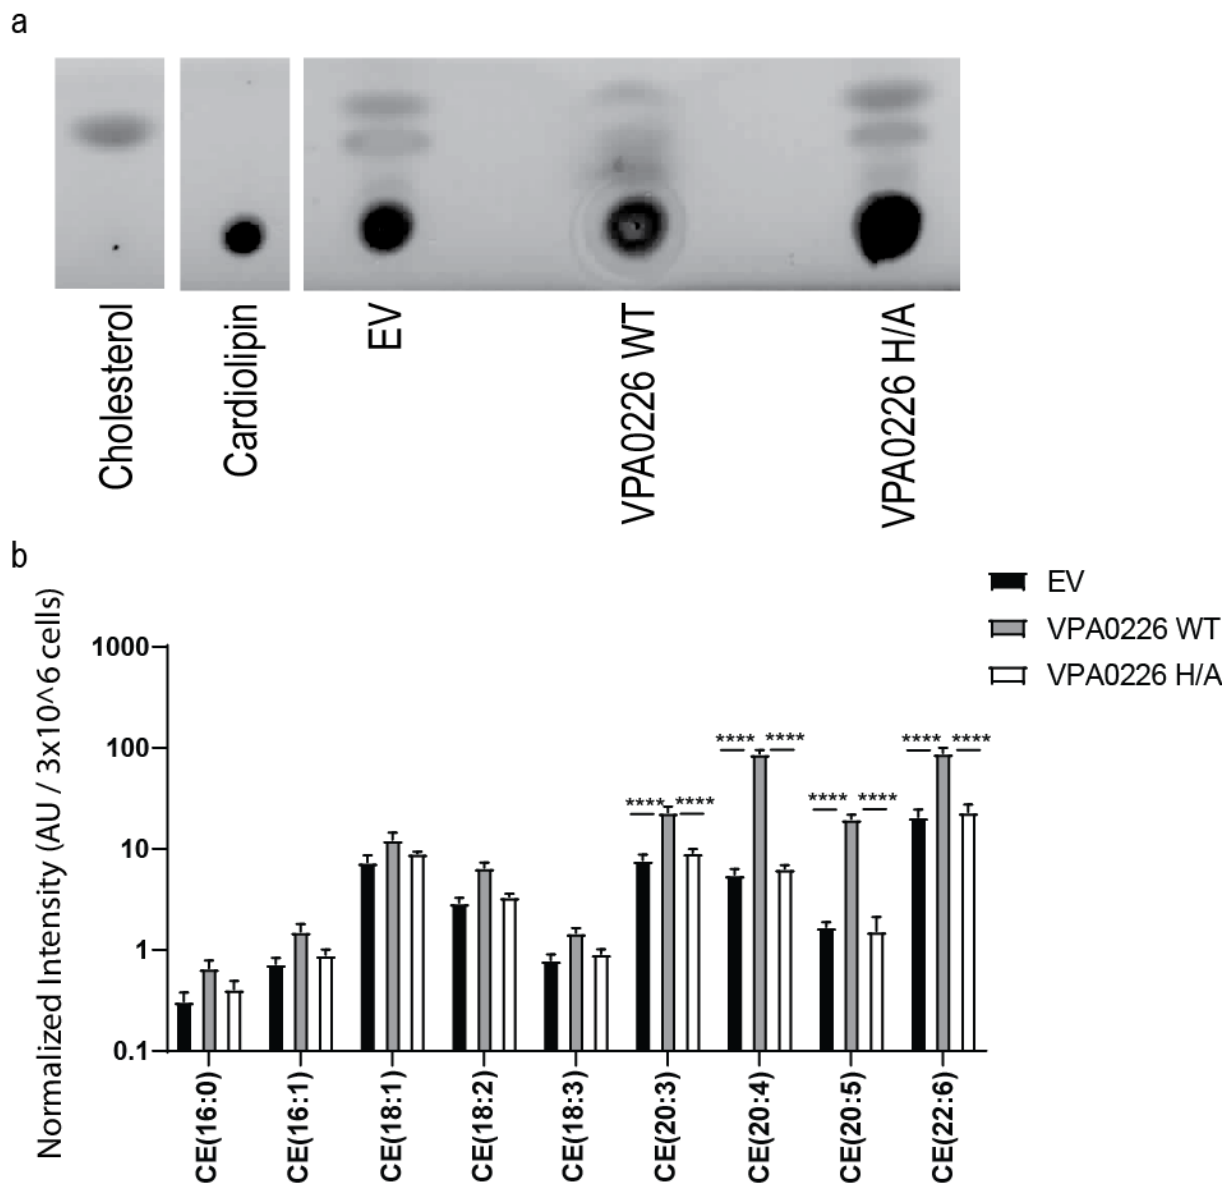 a
Cholesterol
Cardiolipin
EV
VPA0226 WT
VPA0226 H/A
b
Normalized Intensity (AU / 3x10^6 cells)
1000
100
10
1
0.1
**** ****
**** ****
**** ****
**** ****
CE(16:0)
CE(16:1)
CE(18:1)
CE(18:2)
CE(18:3)
CE(20:3)
CE(20:4)
CE(20:5)
CE(22:6)
EV
VPA0226 WT
VPA0226 H/A